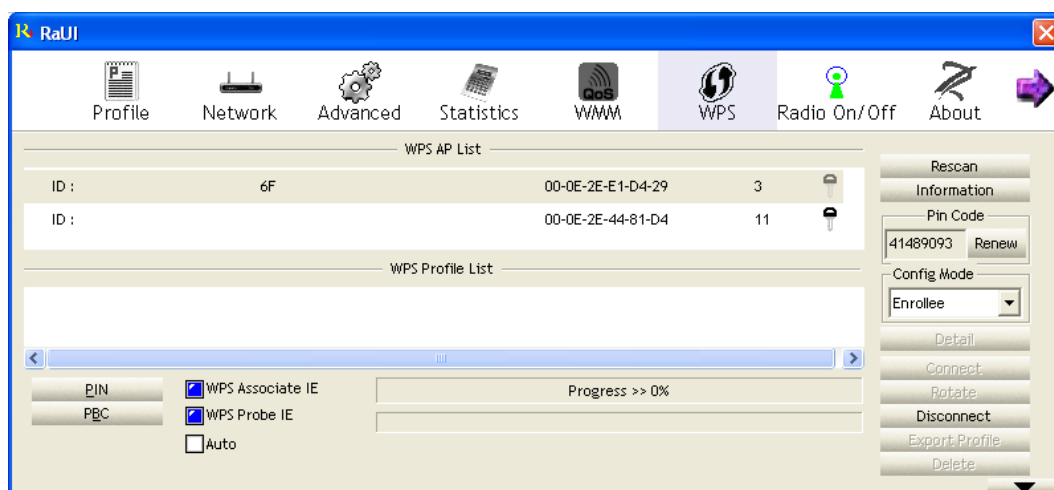 RaUI
Profile Network Advanced Statistics QoS WMM WPS Radio On/Off About
WPS AP List
ID : 6F 00-0E-2E-E1-D4-29 3
ID : 00-0E-2E-44-81-D4 11
WPS Profile List
Rescan
Information
Pin Code
41489093 Renew
Config Mode
Enrollee
Detail
Connect
Rotate
Disconnect
Export Profile
Delete
PIN WPS Associate IE Progress >> 0%
PBC WPS Probe IE
Auto